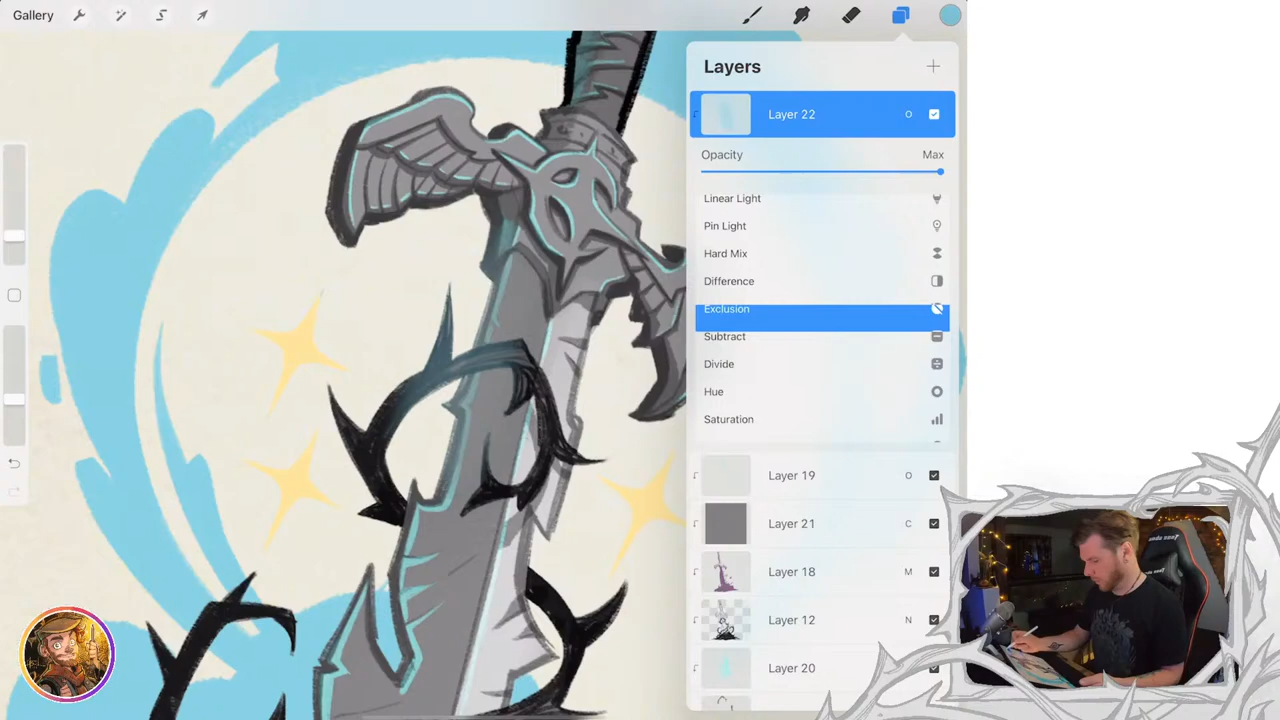 Gallery
Layers
Layer 22 O
Opacity Max
Linear Light
Pin Light
Hard Mix
Difference
Exclusion
Subtract
Divide
Hue
Saturation
Layer 19 O
Layer 21 C
Layer 18 M
Layer 12 N
Layer 20